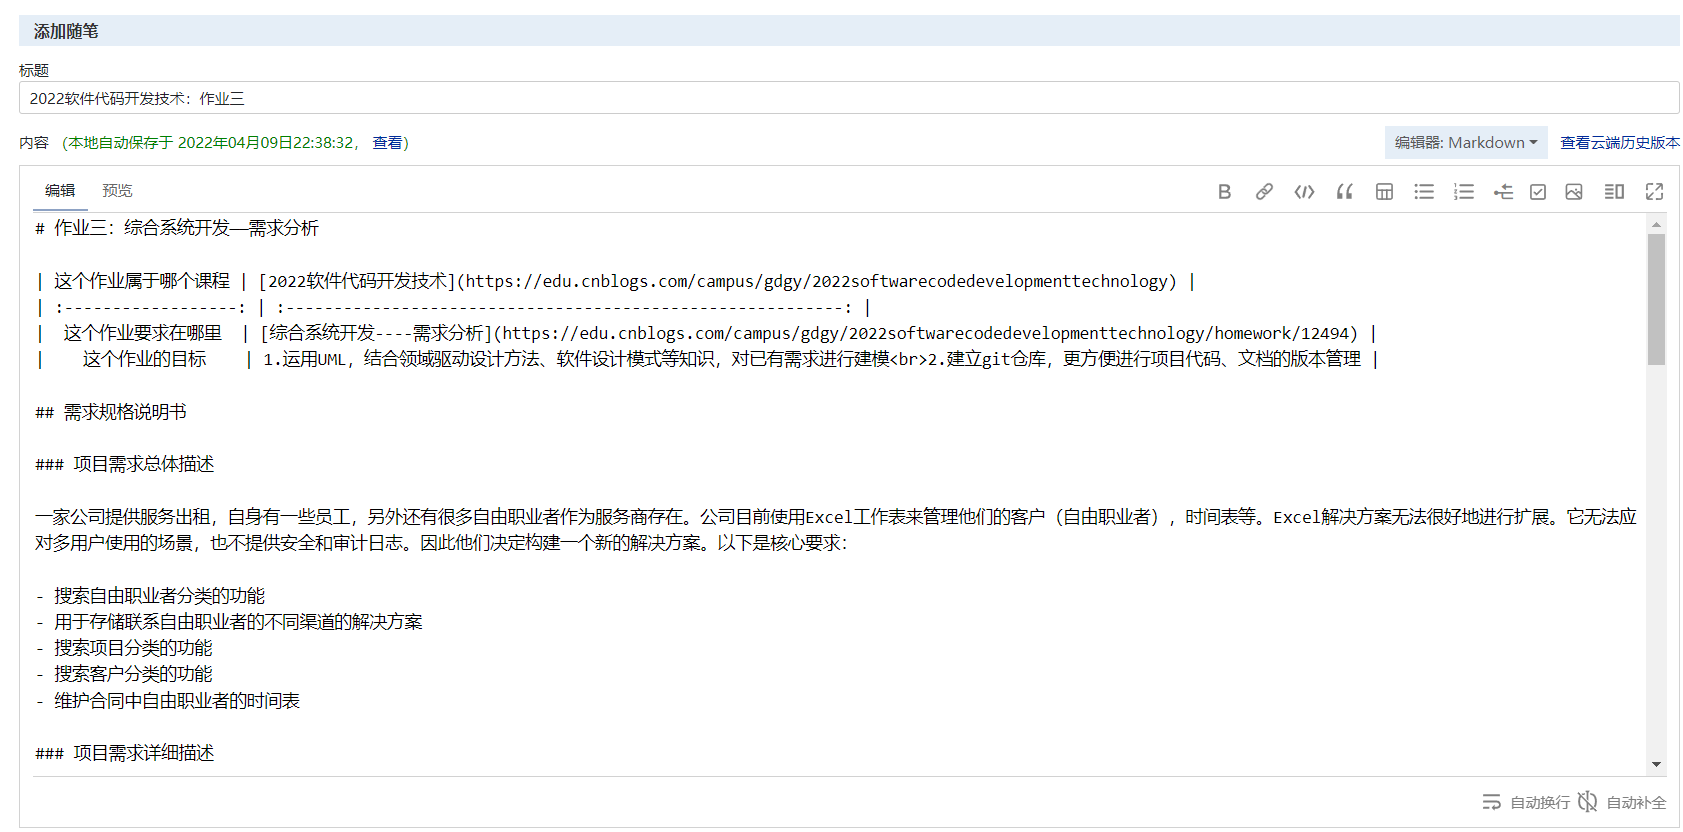 添加随笔
标题
2022软件代码开发技术：作业三
内容 （本地自动保存于 2022年04月09日22:38:32， 查看）
编辑器: Markdown
查看云端历史版本
编辑 预览
# 作业三：综合系统开发——需求分析
| 这个作业属于哪个课程 | [2022软件代码开发技术](https://edu.cnblogs.com/campus/gdgy/2022softwarecodedevelopmenttechnology) |
| :------------------: | :----------------------------------------------------------: |
| 这个作业要求在哪里 | [综合系统开发----需求分析](https://edu.cnblogs.com/campus/gdgy/2022softwarecodedevelopmenttechnology/homework/12494) |
| 这个作业的目标 | 1.运用UML，结合领域驱动设计方法、软件设计模式等知识，对已有需求进行建模<br>2.建立git仓库，更方便进行项目代码、文档的版本管理 |
## 需求规格说明书
### 项目需求总体描述
一家公司提供服务出租，自身有一些员工，另外还有很多自由职业者作为服务商存在。公司目前使用Excel工作表来管理他们的客户（自由职业者），时间表等。Excel解决方案无法很好地进行扩展。它无法应
对多用户使用的场景，也不提供安全和审计日志。因此他们决定构建一个新的解决方案。以下是核心要求：
- 搜索自由职业者分类的功能
- 用于存储联系自由职业者的不同渠道的解决方案
- 搜索项目分类的功能
- 搜索客户分类的功能
- 维护合同中自由职业者的时间表
### 项目需求详细描述
自动换行 自动补全